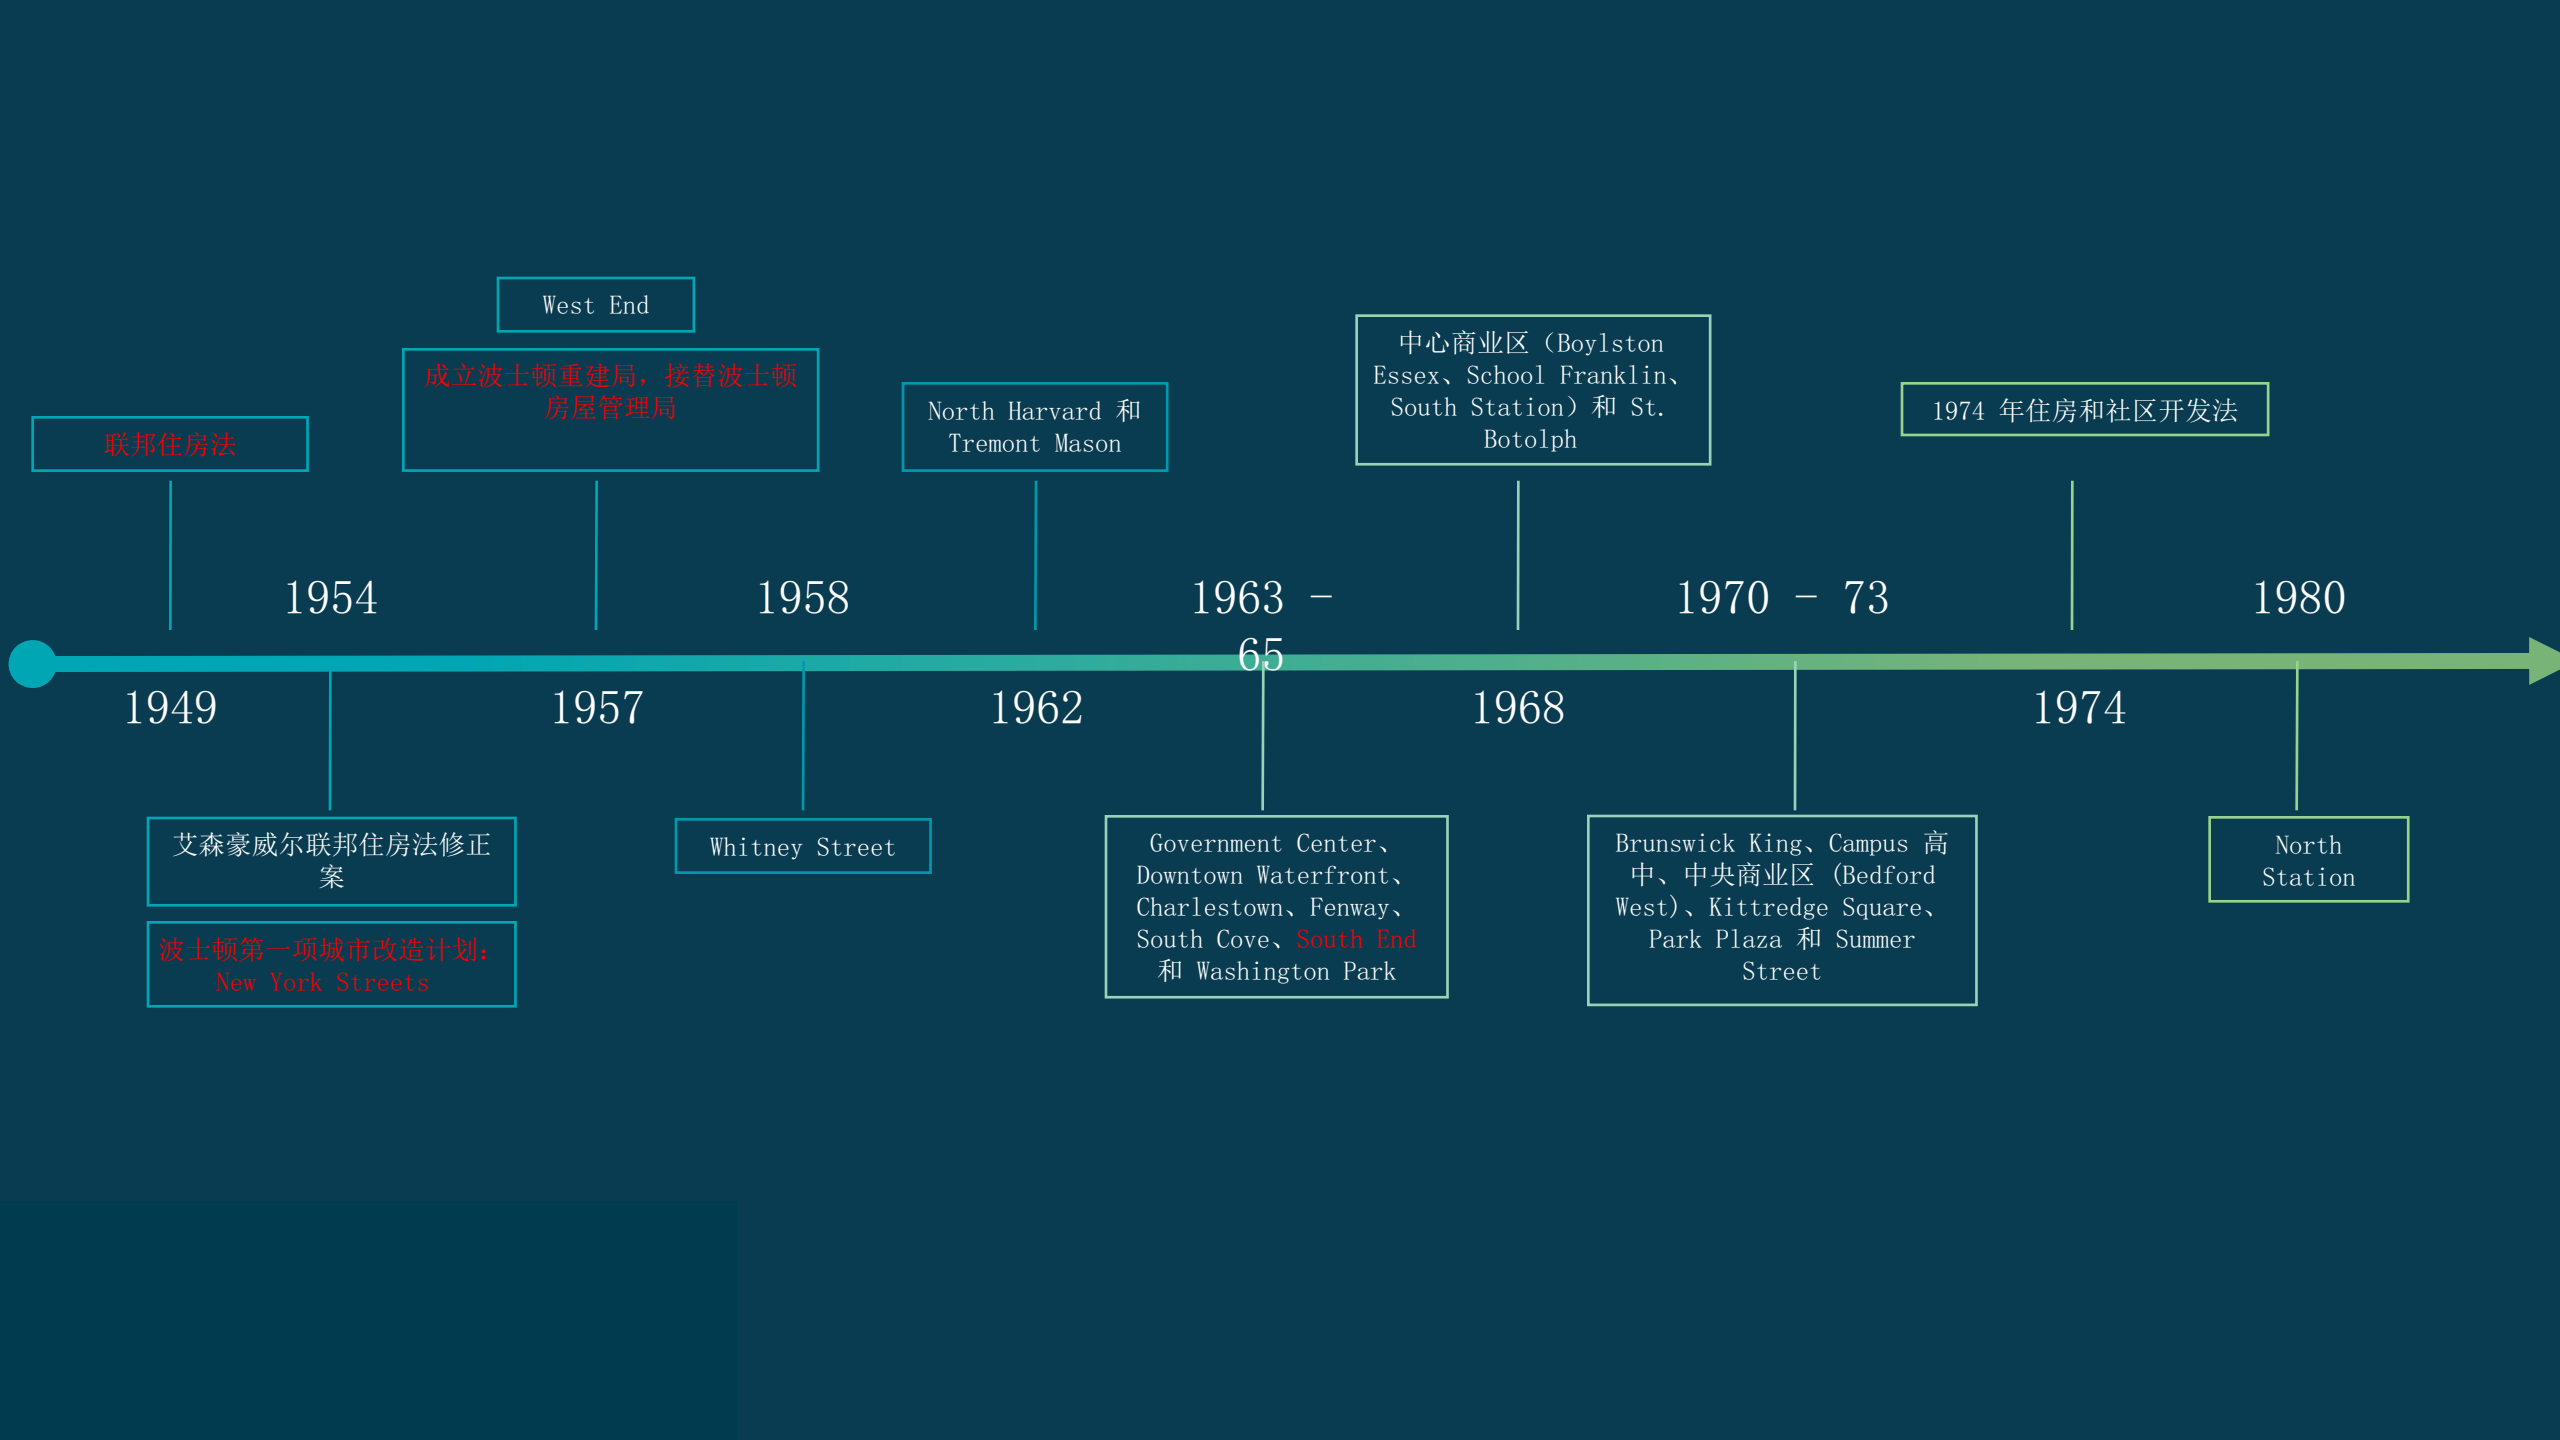 West End
成立波士顿重建局，接替波士顿
房屋管理局
联邦住房法
North Harvard 和
Tremont Mason
中心商业区（Boylston
Essex、School Franklin、
South Station）和 St.
Botolph
1974 年住房和社区开发法
1954
1958
1963 -
65
1970 - 73
1980
1949
1957
1962
1968
1974
艾森豪威尔联邦住房法修正
案
波士顿第一项城市改造计划：
New York Streets
Whitney Street
Government Center、
Downtown Waterfront、
Charlestown、Fenway、
South Cove、South End
和 Washington Park
Brunswick King、Campus 高
中、中央商业区 (Bedford
West)、Kittredge Square、
Park Plaza 和 Summer
Street
North
Station